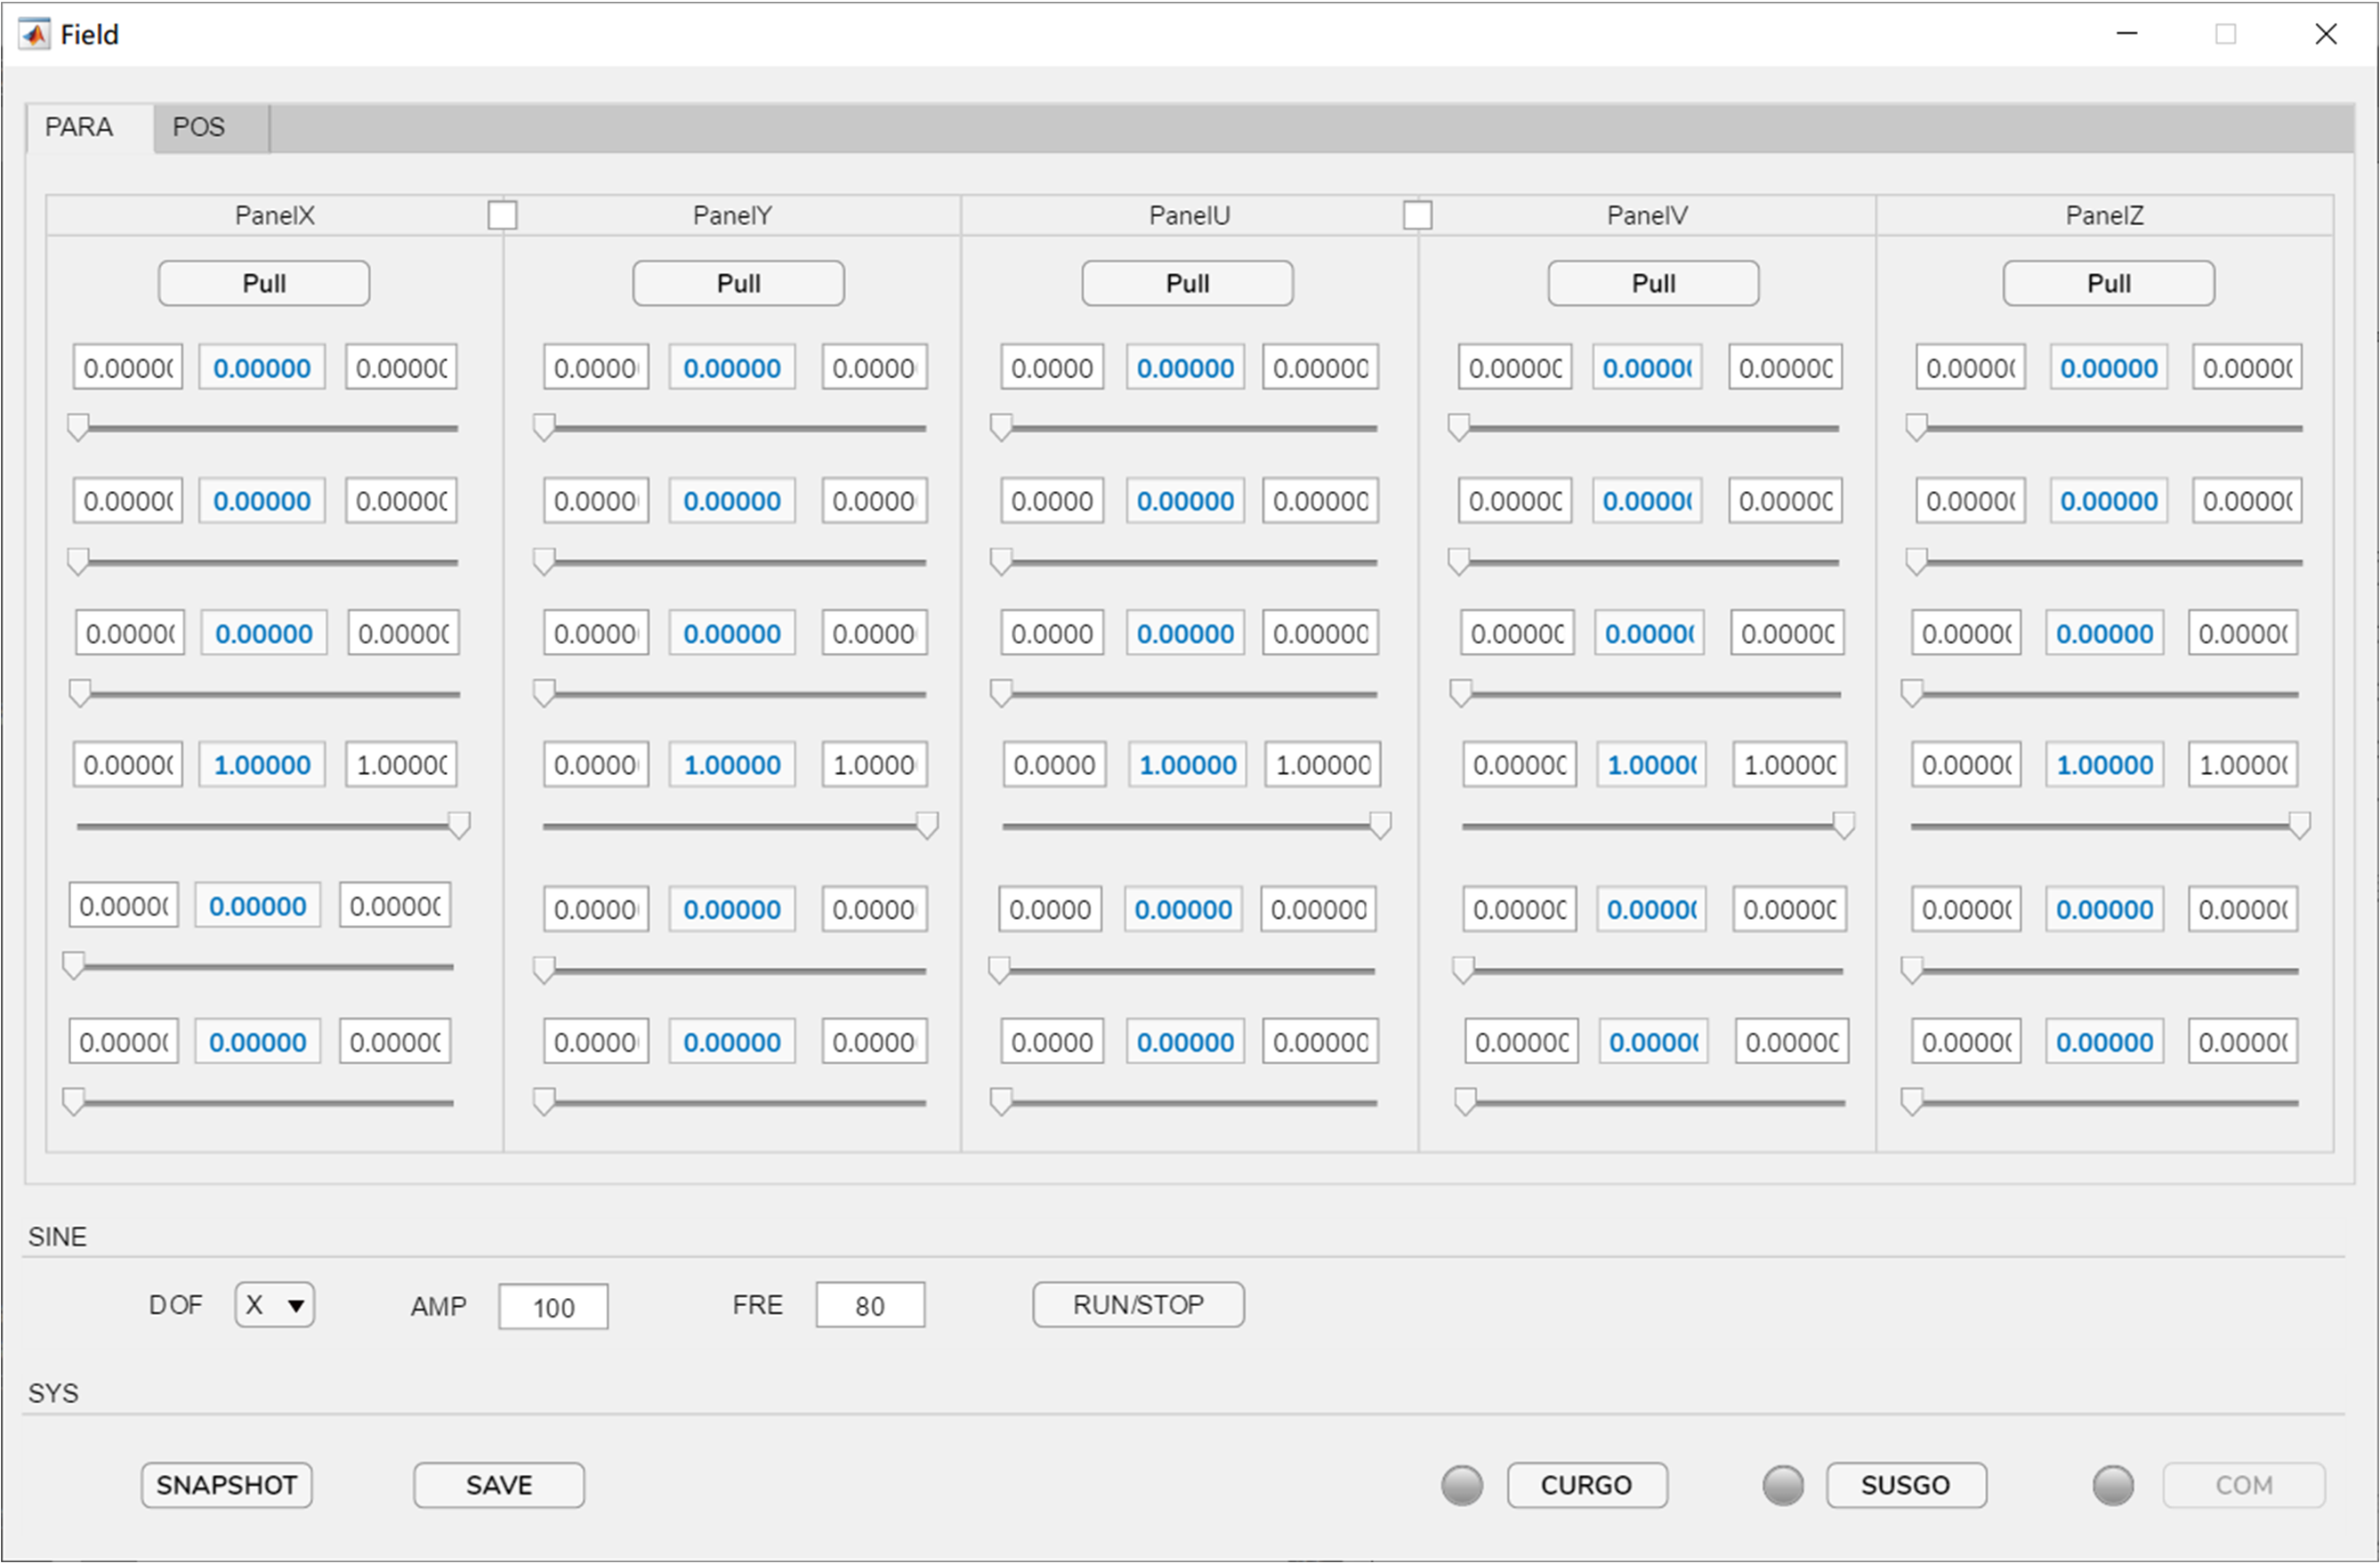 Field
PARA POS
PanelX PanelY PanelU PanelV PanelZ
Pull Pull Pull Pull Pull
0.0000( 0.00000 0.0000( 0.0000 0.00000 0.0000 0.0000 0.00000 0.00000 0.0000C 0.0000( 0.0000C 0.0000( 0.00000 0.0000(
0.0000( 0.00000 0.0000( 0.0000 0.00000 0.0000 0.0000 0.00000 0.00000 0.0000C 0.0000( 0.0000C 0.0000( 0.00000 0.0000(
0.0000( 0.00000 0.0000( 0.0000 0.00000 0.0000 0.0000 0.00000 0.00000 0.0000C 0.0000( 0.0000C 0.0000( 0.00000 0.0000(
0.0000( 1.00000 1.0000( 0.0000 1.00000 1.0000 0.0000 1.00000 1.00000 0.0000C 1.0000( 1.0000C 0.0000( 1.00000 1.0000(
0.0000( 0.00000 0.0000( 0.0000 0.00000 0.0000 0.0000 0.00000 0.00000 0.0000C 0.0000( 0.0000C 0.0000( 0.00000 0.0000(
0.0000( 0.00000 0.0000( 0.0000 0.00000 0.0000 0.0000 0.00000 0.00000 0.0000C 0.0000( 0.0000C 0.0000( 0.00000 0.0000(
SINE
DOF X AMP 100 FRE 80 RUN/STOP
SYS
SNAPSHOT SAVE CURGO SUSGO COM